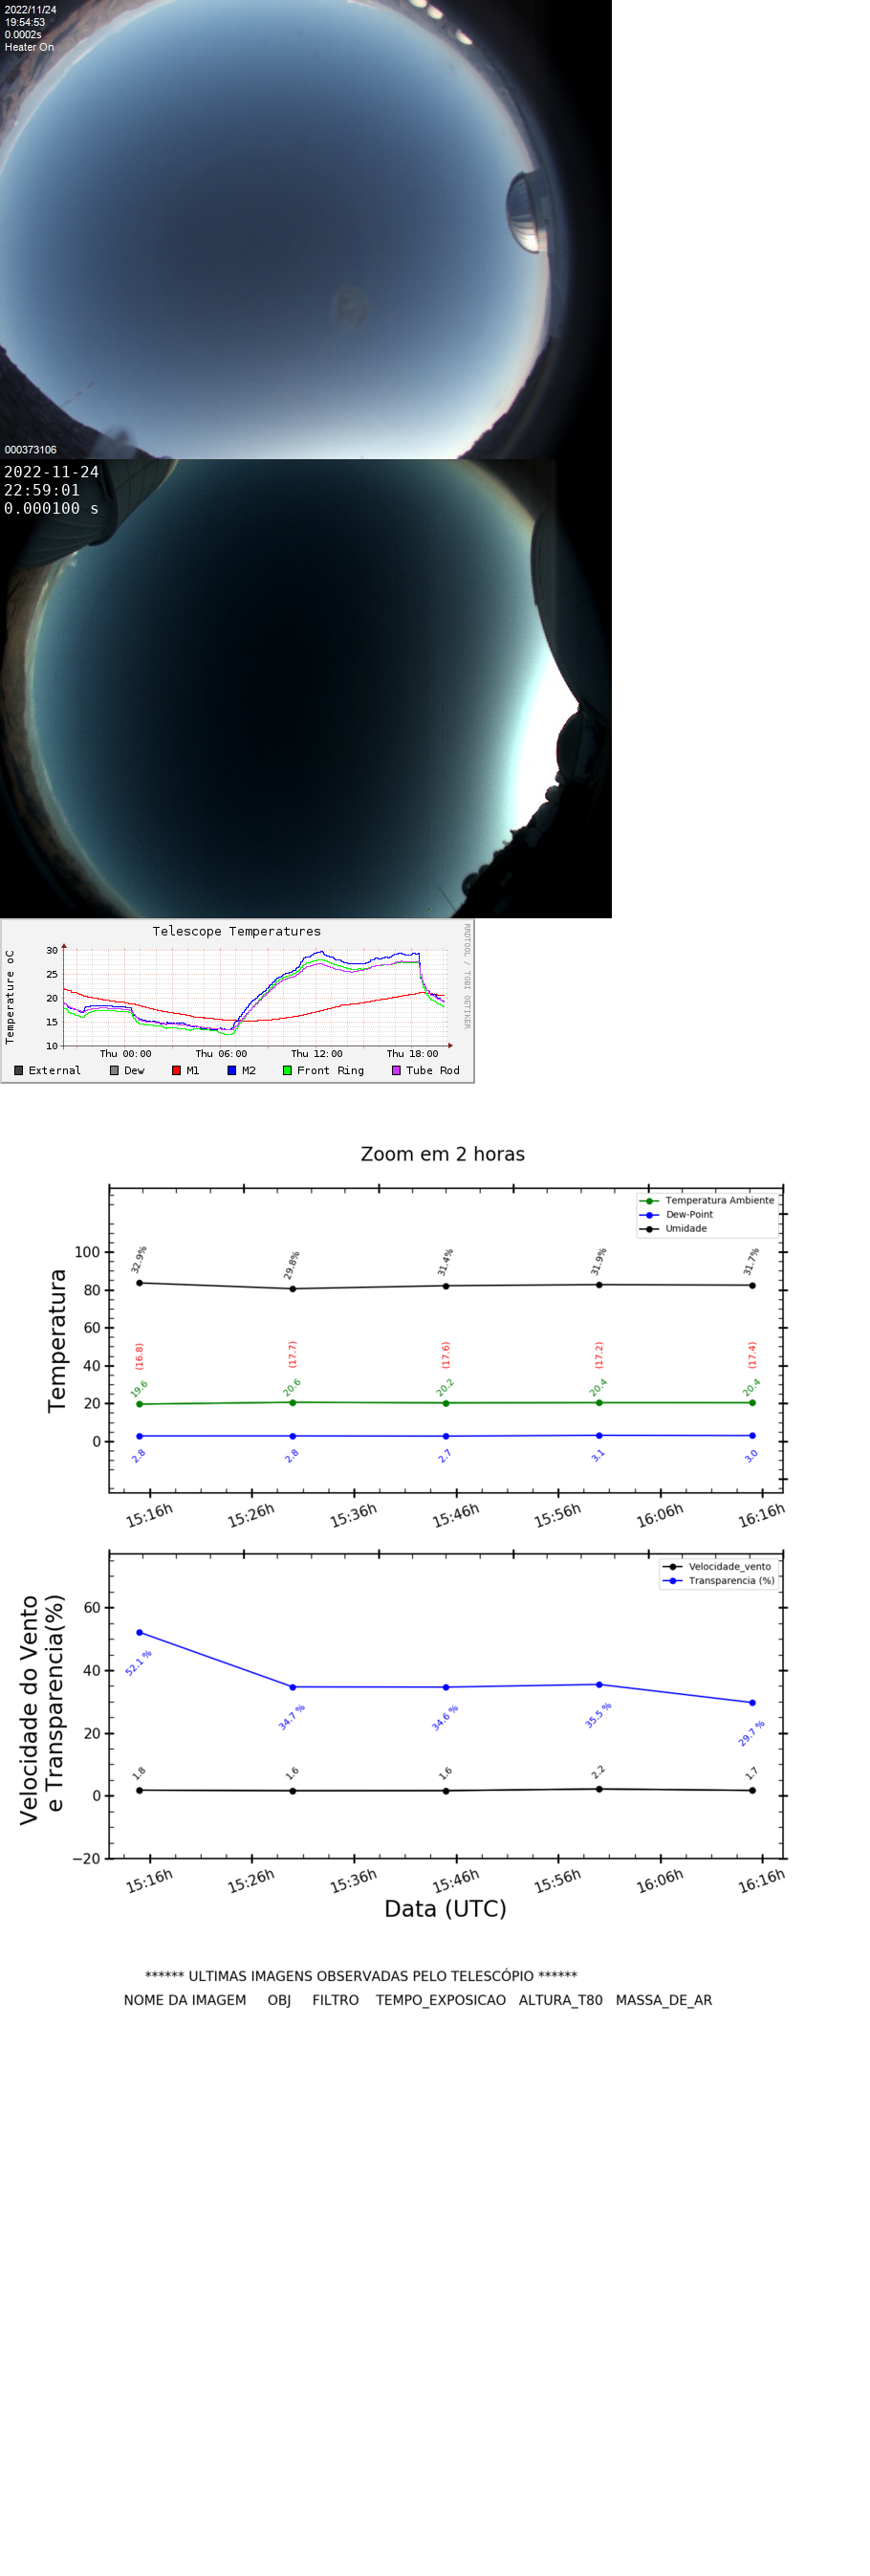 2022/11/24
19:54:53
0.0002s
Heater On
000373106
2022-11-24
22:59:01
0.000100 s
Telescope Temperatures
RRDTOOL / TOBI OETIKER
Temperature oC
30
25
20
15
10
Thu 00:00 Thu 06:00 Thu 12:00 Thu 18:00
External Dew M1 M2 Front Ring Tube Rod
Zoom em 2 horas
Temperatura Ambiente
Dew-Point
Umidade
Temperatura
100
80
60
40
20
0
32.9% 29.8% 31.4% 31.9% 31.7%
(16.8) (17.7) (17.6) (17.2) (17.4)
19.6 20.6 20.2 20.4 20.4
2.8 2.8 2.7 3.1 3.0
15:16h 15:26h 15:36h 15:46h 15:56h 16:06h 16:16h
Velocidade_vento
Transparencia (%)
Velocidade do Vento
e Transparencia(%)
60
40
20
0
−20
52.1 % 34.7 % 34.6 % 35.5 % 29.7 %
1.8 1.6 1.6 2.2 1.7
15:16h 15:26h 15:36h 15:46h 15:56h 16:06h 16:16h
Data (UTC)
****** ULTIMAS IMAGENS OBSERVADAS PELO TELESCÓPIO ******
NOME DA IMAGEM OBJ FILTRO TEMPO_EXPOSICAO ALTURA_T80 MASSA_DE_AR